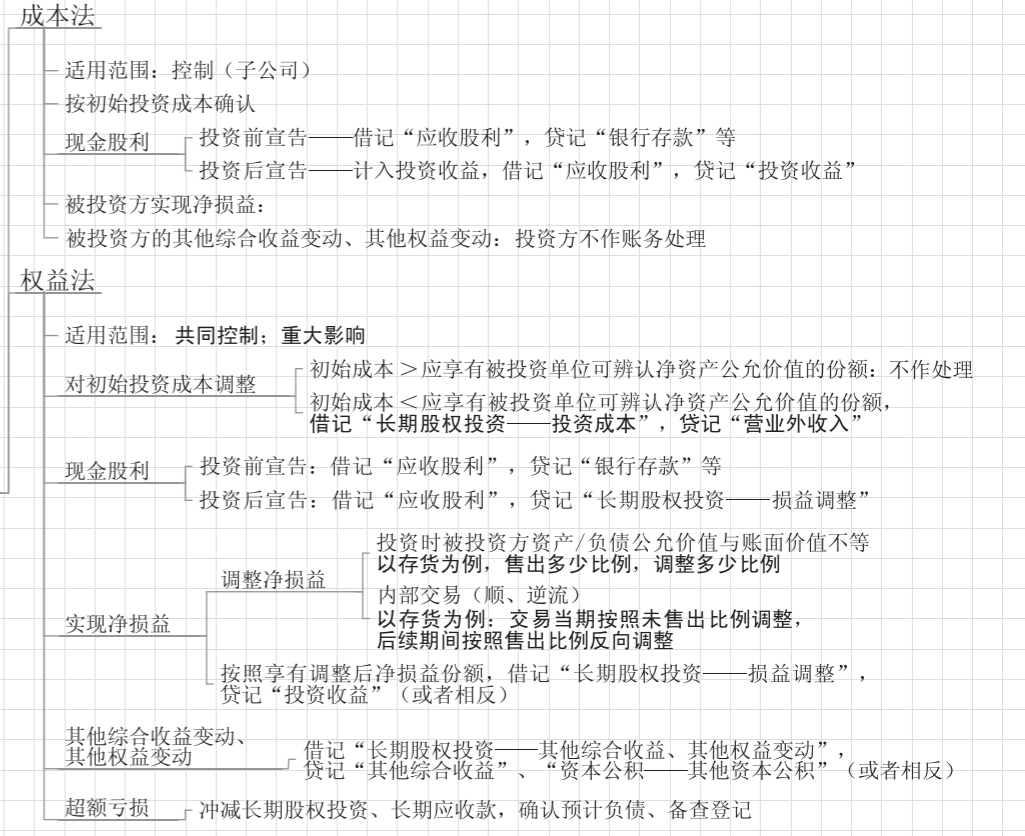 成本法
适用范围：控制（子公司）
按初始投资成本确认
现金股利
投资前宣告——借记“应收股利”，贷记“银行存款”等
投资后宣告——计入投资收益，借记“应收股利”，贷记“投资收益”
被投资方实现净损益：
被投资方的其他综合收益变动、其他权益变动：投资方不作账务处理
权益法
适用范围：共同控制；重大影响
对初始投资成本调整
初始成本＞应享有被投资单位可辨认净资产公允价值的份额：不作处理
初始成本＜应享有被投资单位可辨认净资产公允价值的份额，
借记“长期股权投资——投资成本”，贷记“营业外收入”
现金股利
投资前宣告：借记“应收股利”，贷记“银行存款”等
投资后宣告：借记“应收股利”，贷记“长期股权投资——损益调整”
实现净损益
调整净损益
投资时被投资方资产/负债公允价值与账面价值不等
以存货为例，售出多少比例，调整多少比例
内部交易（顺、逆流）
以存货为例：交易当期按照未售出比例调整，
后续期间按照售出比例反向调整
按照享有调整后净损益份额，借记“长期股权投资——损益调整”，
贷记“投资收益”（或者相反）
其他综合收益变动、
其他权益变动
借记“长期股权投资——其他综合收益、其他权益变动”，
贷记“其他综合收益”、“资本公积——其他资本公积”（或者相反）
超额亏损
冲减长期股权投资、长期应收款，确认预计负债、备查登记